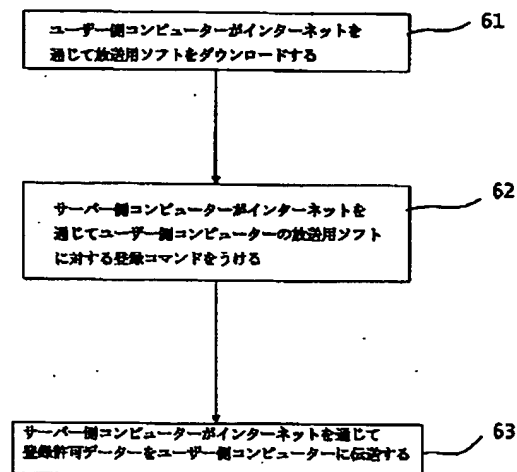 ユーザー側コンピューターがインターネットを
通じて放送用ソフトをダウンロードする
61
サーバー側コンピューターがインターネットを
通じてユーザー側コンピューターの放送用ソフト
に対する登録コマンドをうける
62
サーバー側コンピューターがインターネットを通じて
登録許可データーをユーザー側コンピューターに伝送する
63